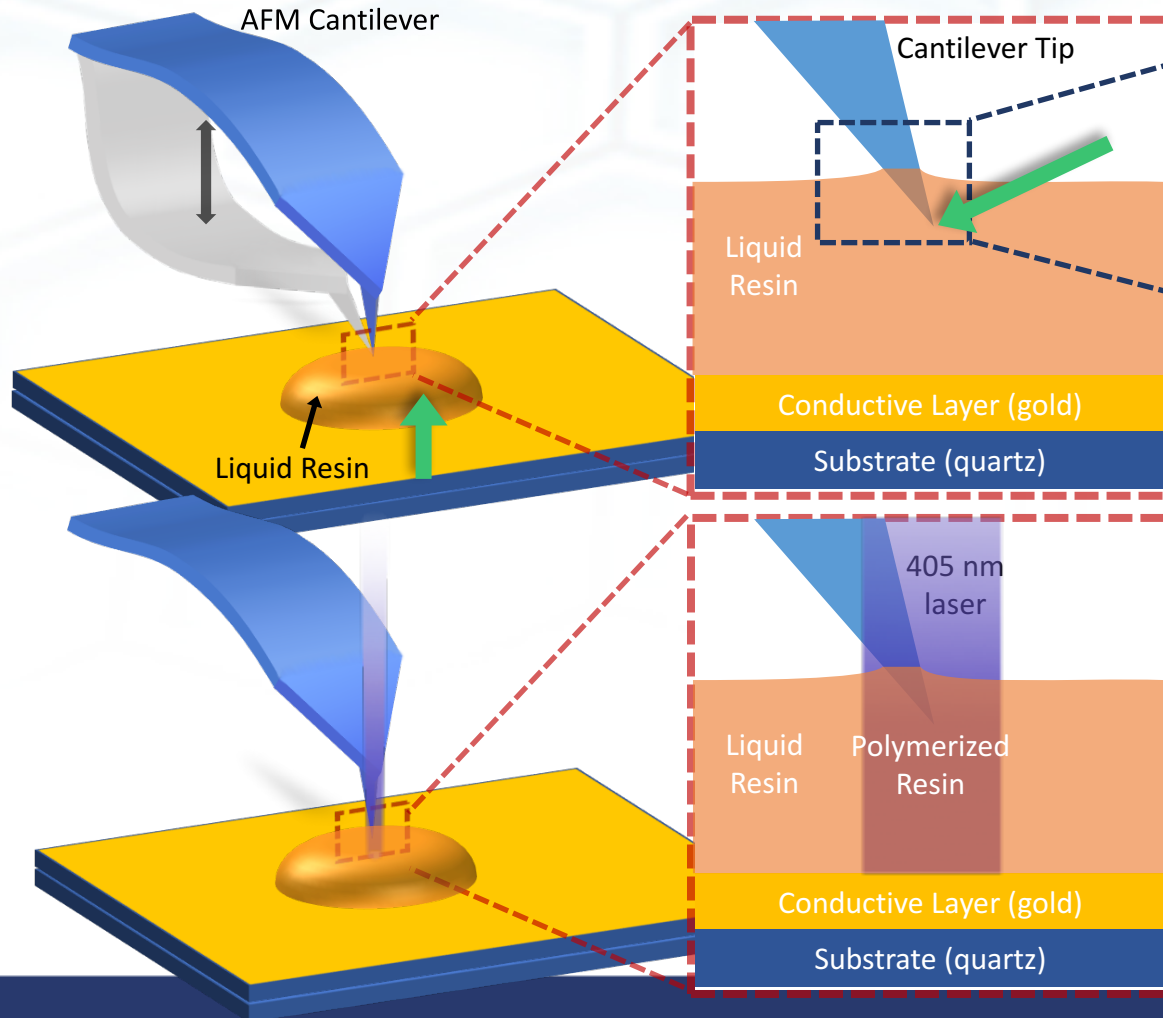 AFM Cantilever
Cantilever Tip
Liquid
Resin
Conductive Layer (gold)
Liquid Resin
Substrate (quartz)
405 nm
laser
Liquid
Resin
Polymerized
Resin
Conductive Layer (gold)
Substrate (quartz)